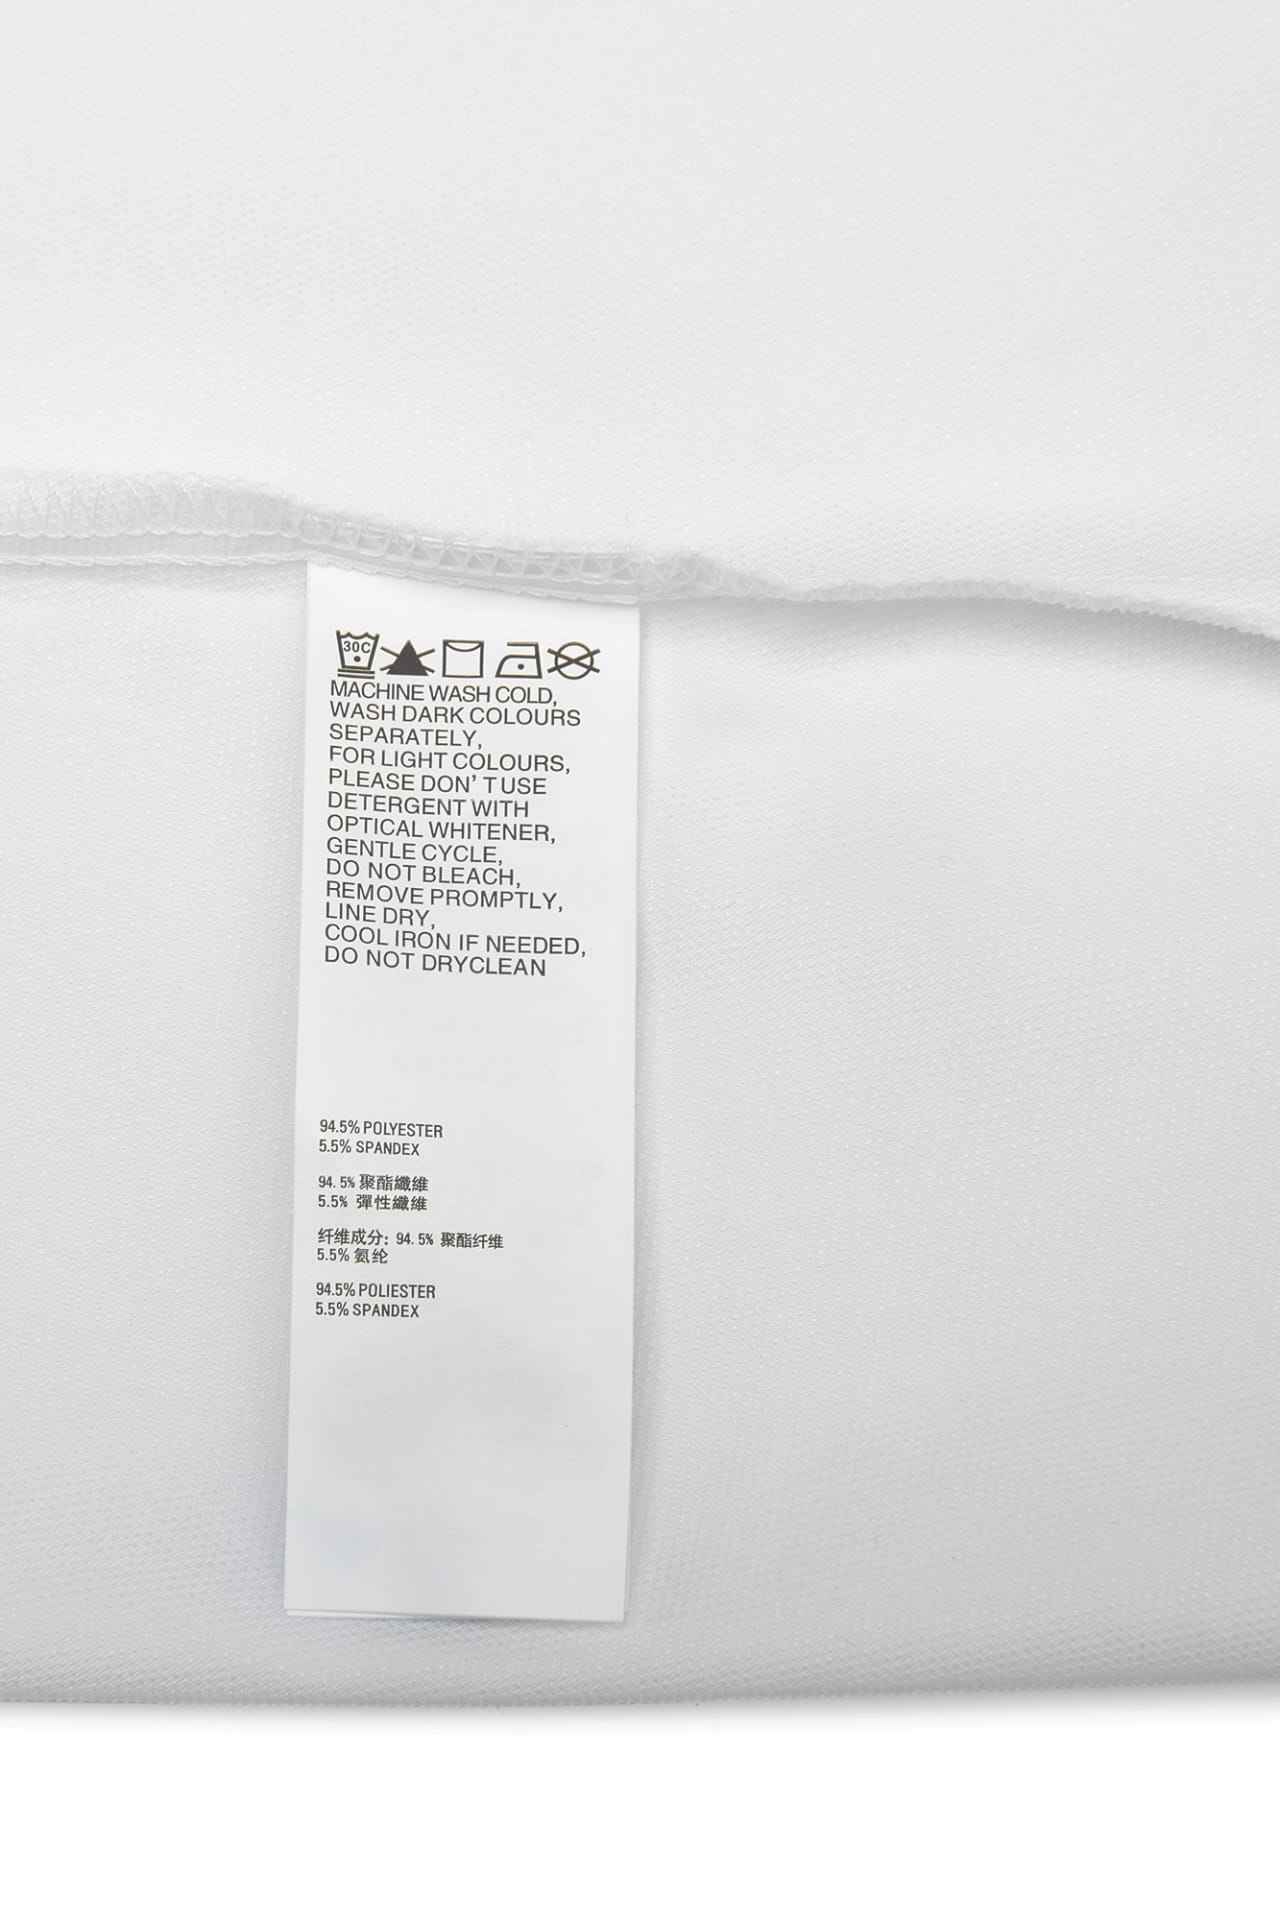 30C
MACHINE WASH COLD,
WASH DARK COLOURS
SEPARATELY,
FOR LIGHT COLOURS,
PLEASE DON'T USE
DETERGENT WITH
OPTICAL WHITENER,
GENTLE CYCLE,
DO NOT BLEACH,
REMOVE PROMPTLY,
LINE DRY,
COOL IRON IF NEEDED,
DO NOT DRYCLEAN
94.5% POLYESTER
5.5% SPANDEX
94.5% 聚酯纖維
5.5% 彈性纖維
纤维成分: 94.5% 聚酯纤维
5.5% 氨纶
94.5% POLIESTER
5.5% SPANDEX